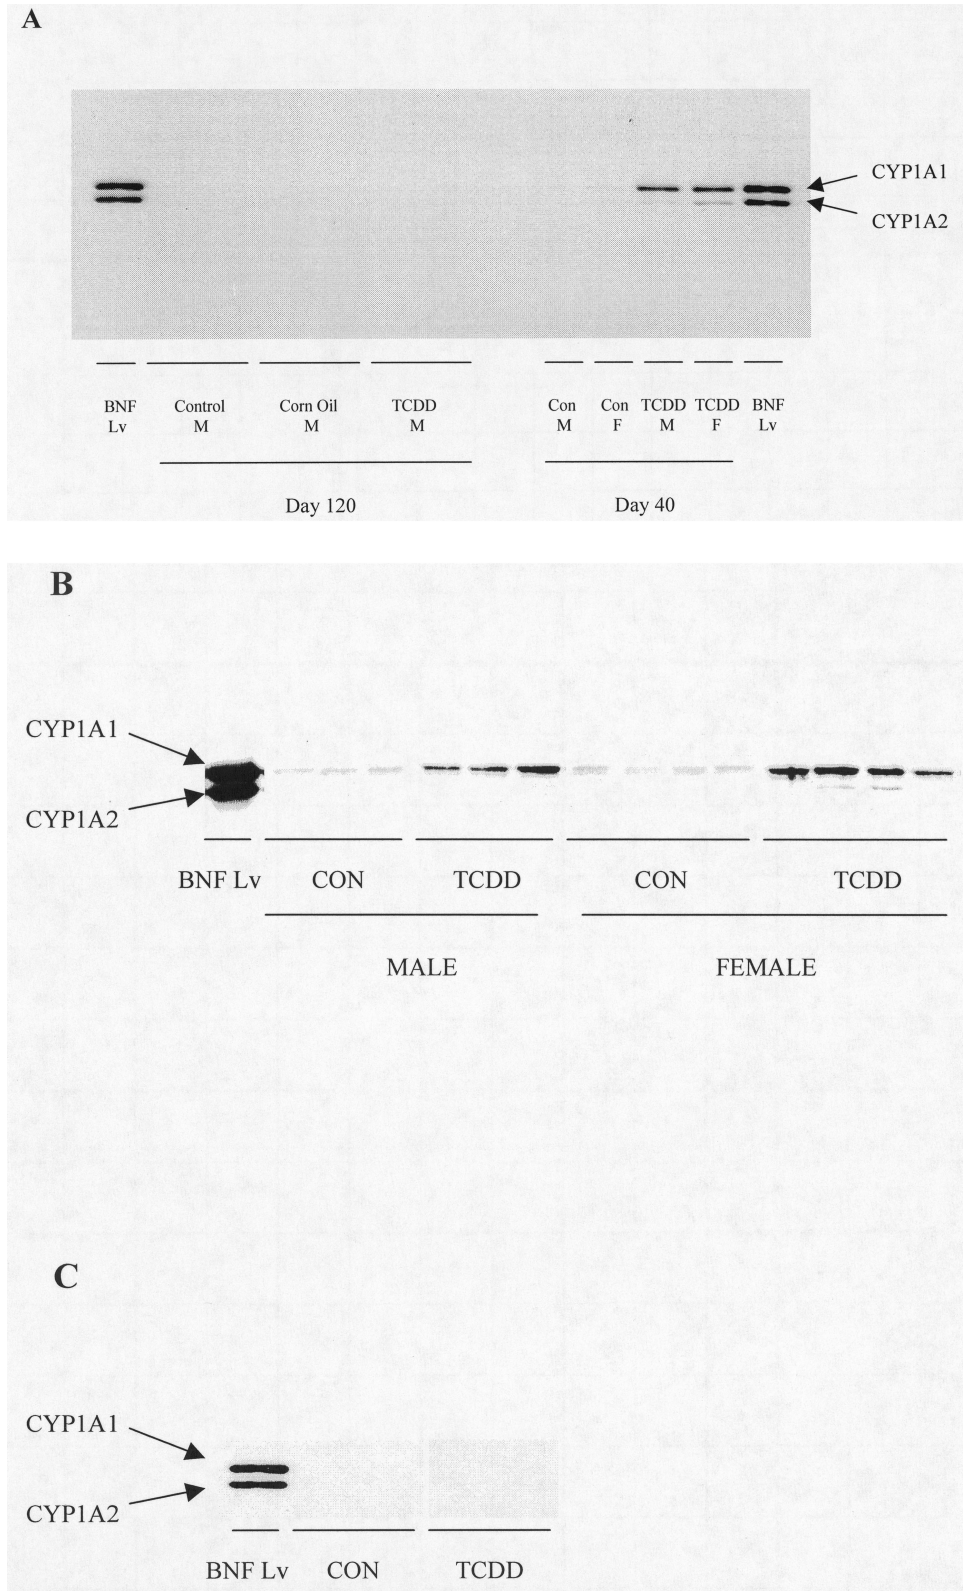 A
CYP1A1
CYP1A2
BNF Control Corn Oil TCDD Con Con TCDD TCDD BNF
Lv M M M M F M F Lv
Day 120 Day 40
B
CYP1A1
CYP1A2
BNF Lv CON TCDD CON TCDD
MALE FEMALE
C
CYP1A1
CYP1A2
BNF Lv CON TCDD